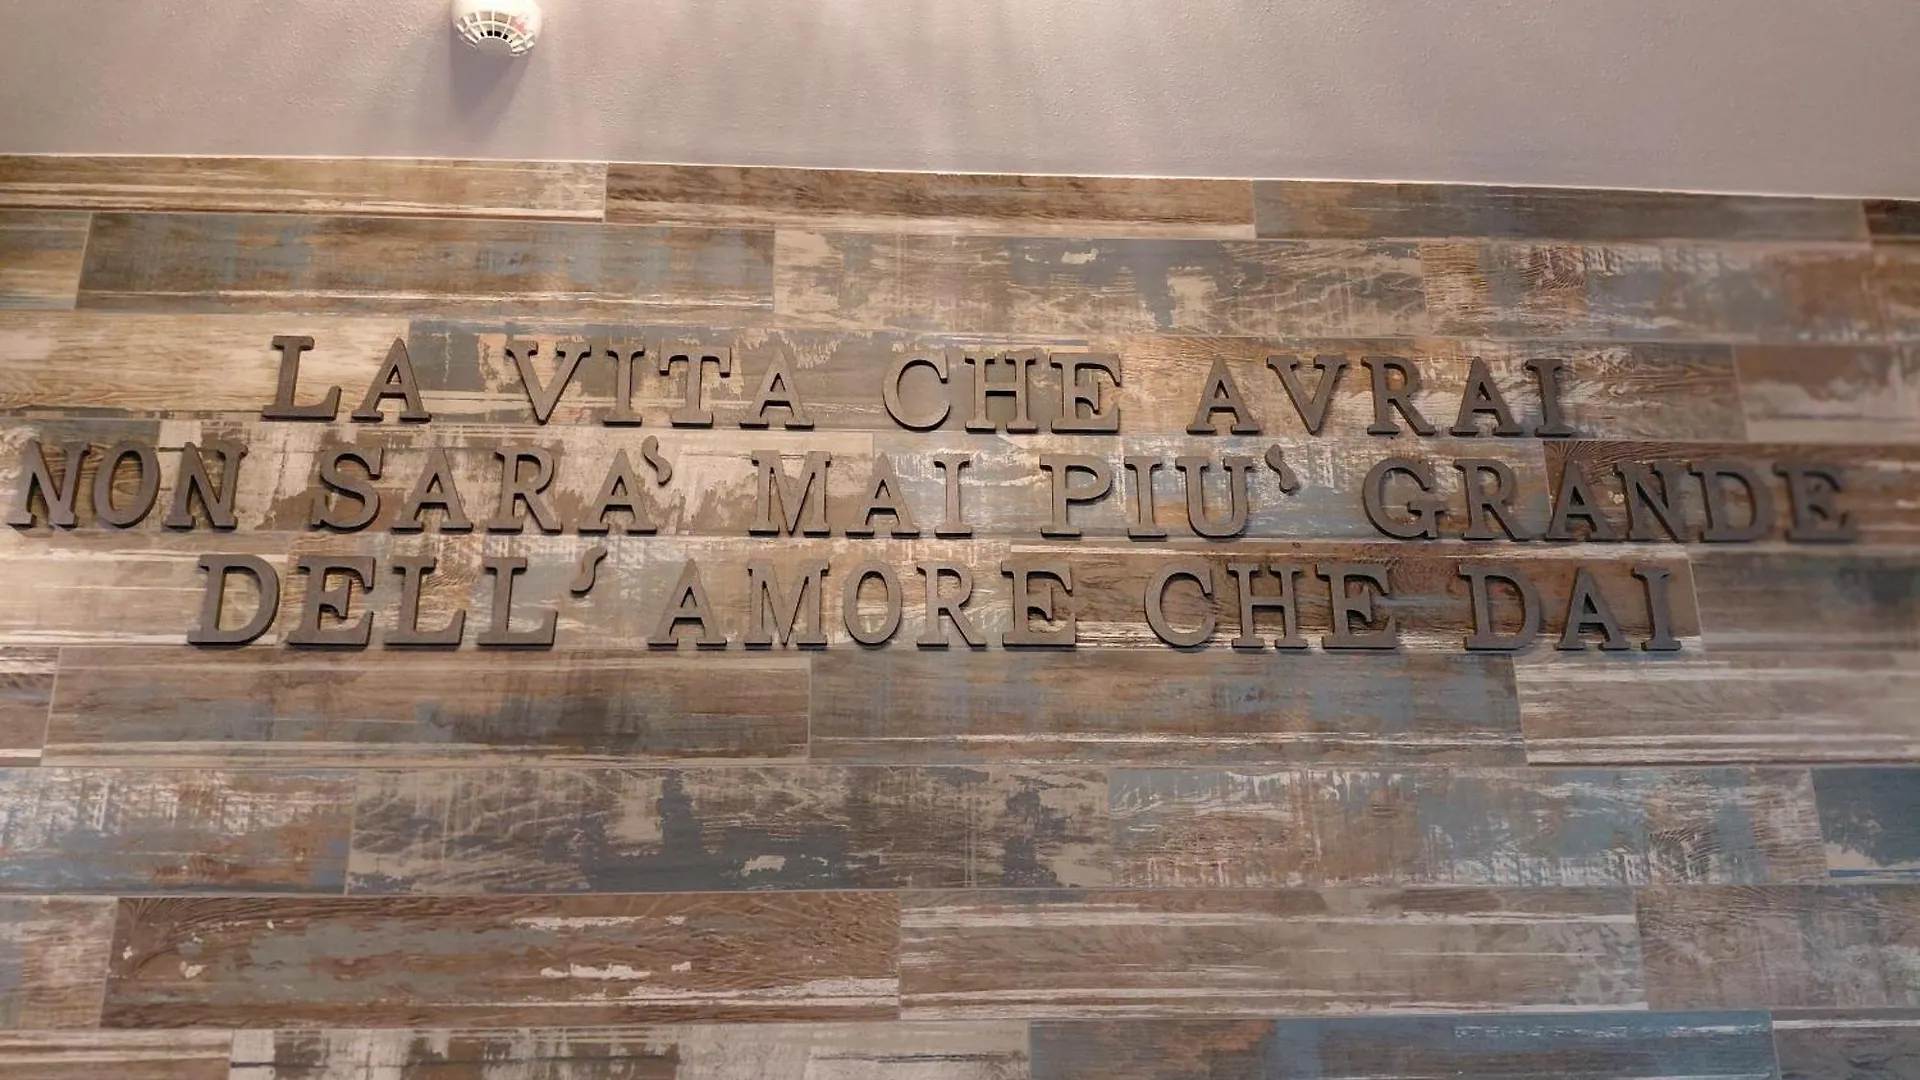 LA VITA CHE AVRAI
NON SARA' MAI PIU' GRANDE
DELL' AMORE CHE DAI